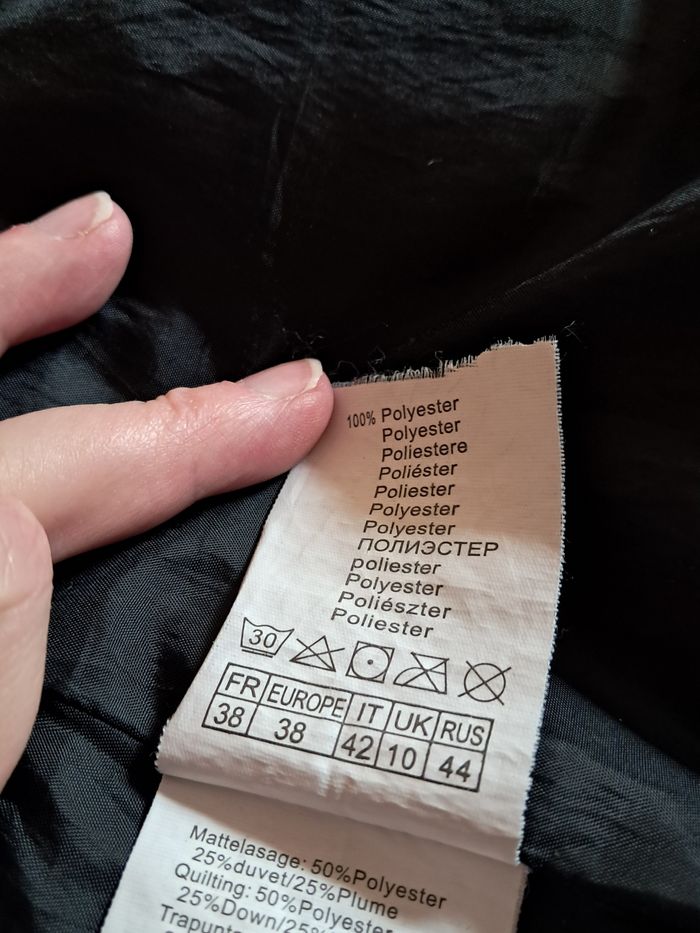 100% Polyester
Polyester
Poliestere
Poliéster
Poliester
Polyester
Polyester
ПОЛИЭСТЕР
poliester
Polyester
Poliészter
Poliester
30
FR EUROPE IT UK RUS
38 38 42 10 44
Mattelasage: 50%Polyester
25%duvet/25%Plume
Quilting: 50%Polyester
25%Down/25%